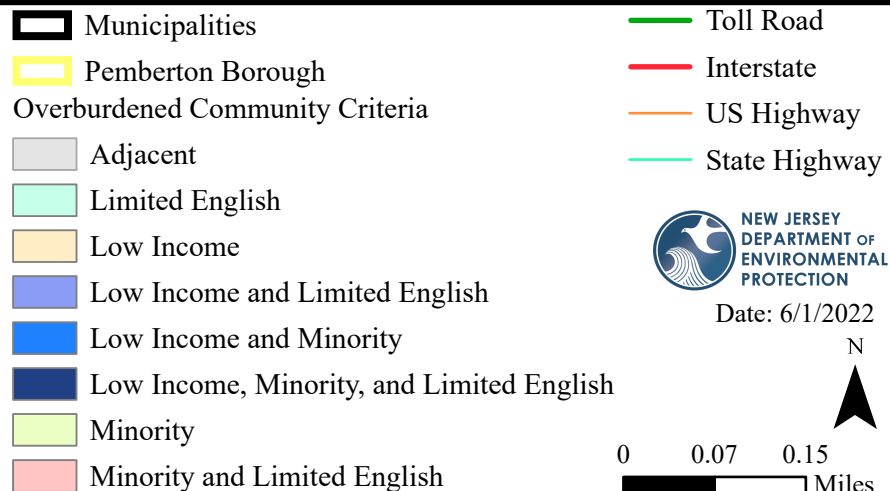 Municipalities
Pemberton Borough
Overburdened Community Criteria
Adjacent
Limited English
Low Income
Low Income and Limited English
Low Income and Minority
Low Income, Minority, and Limited English
Minority
Minority and Limited English
Toll Road
Interstate
US Highway
State Highway
NEW JERSEY
DEPARTMENT OF
ENVIRONMENTAL
PROTECTION
Date: 6/1/2022
N
0 0.07 0.15
Miles